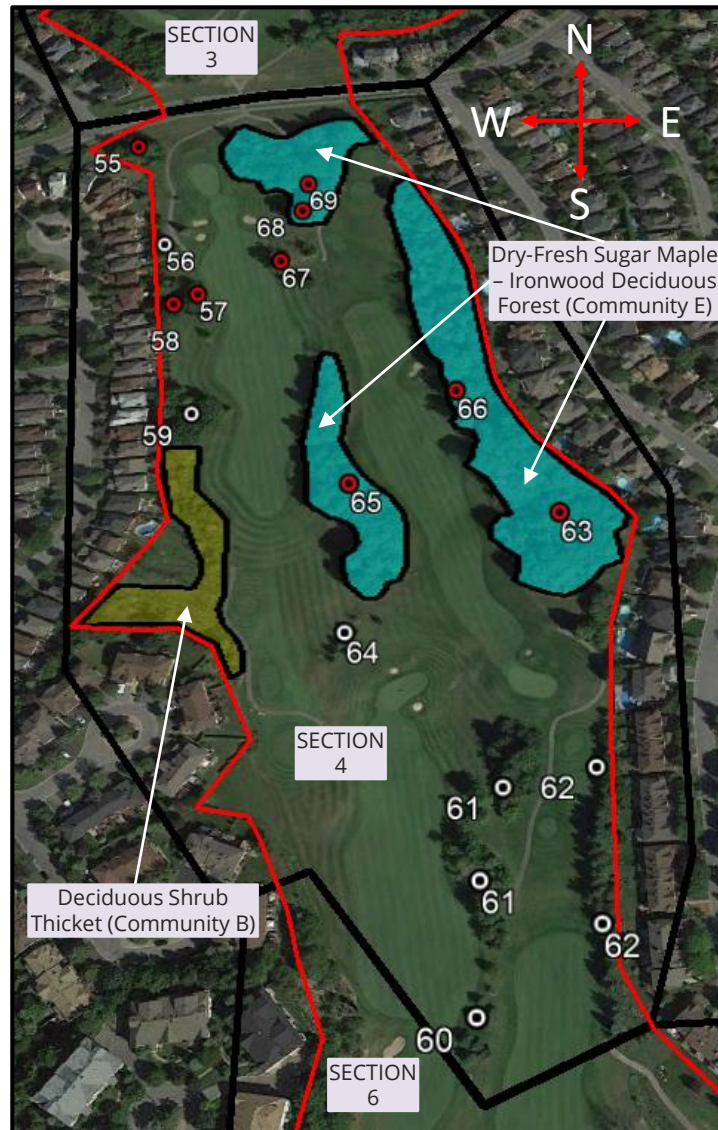 SECTION
3
N
W
E
S
55
69
68
56
67
Dry-Fresh Sugar Maple
– Ironwood Deciduous
Forest (Community E)
57
58
66
59
65
63
64
SECTION
4
61
62
61
Deciduous Shrub
Thicket (Community B)
62
60
SECTION
6